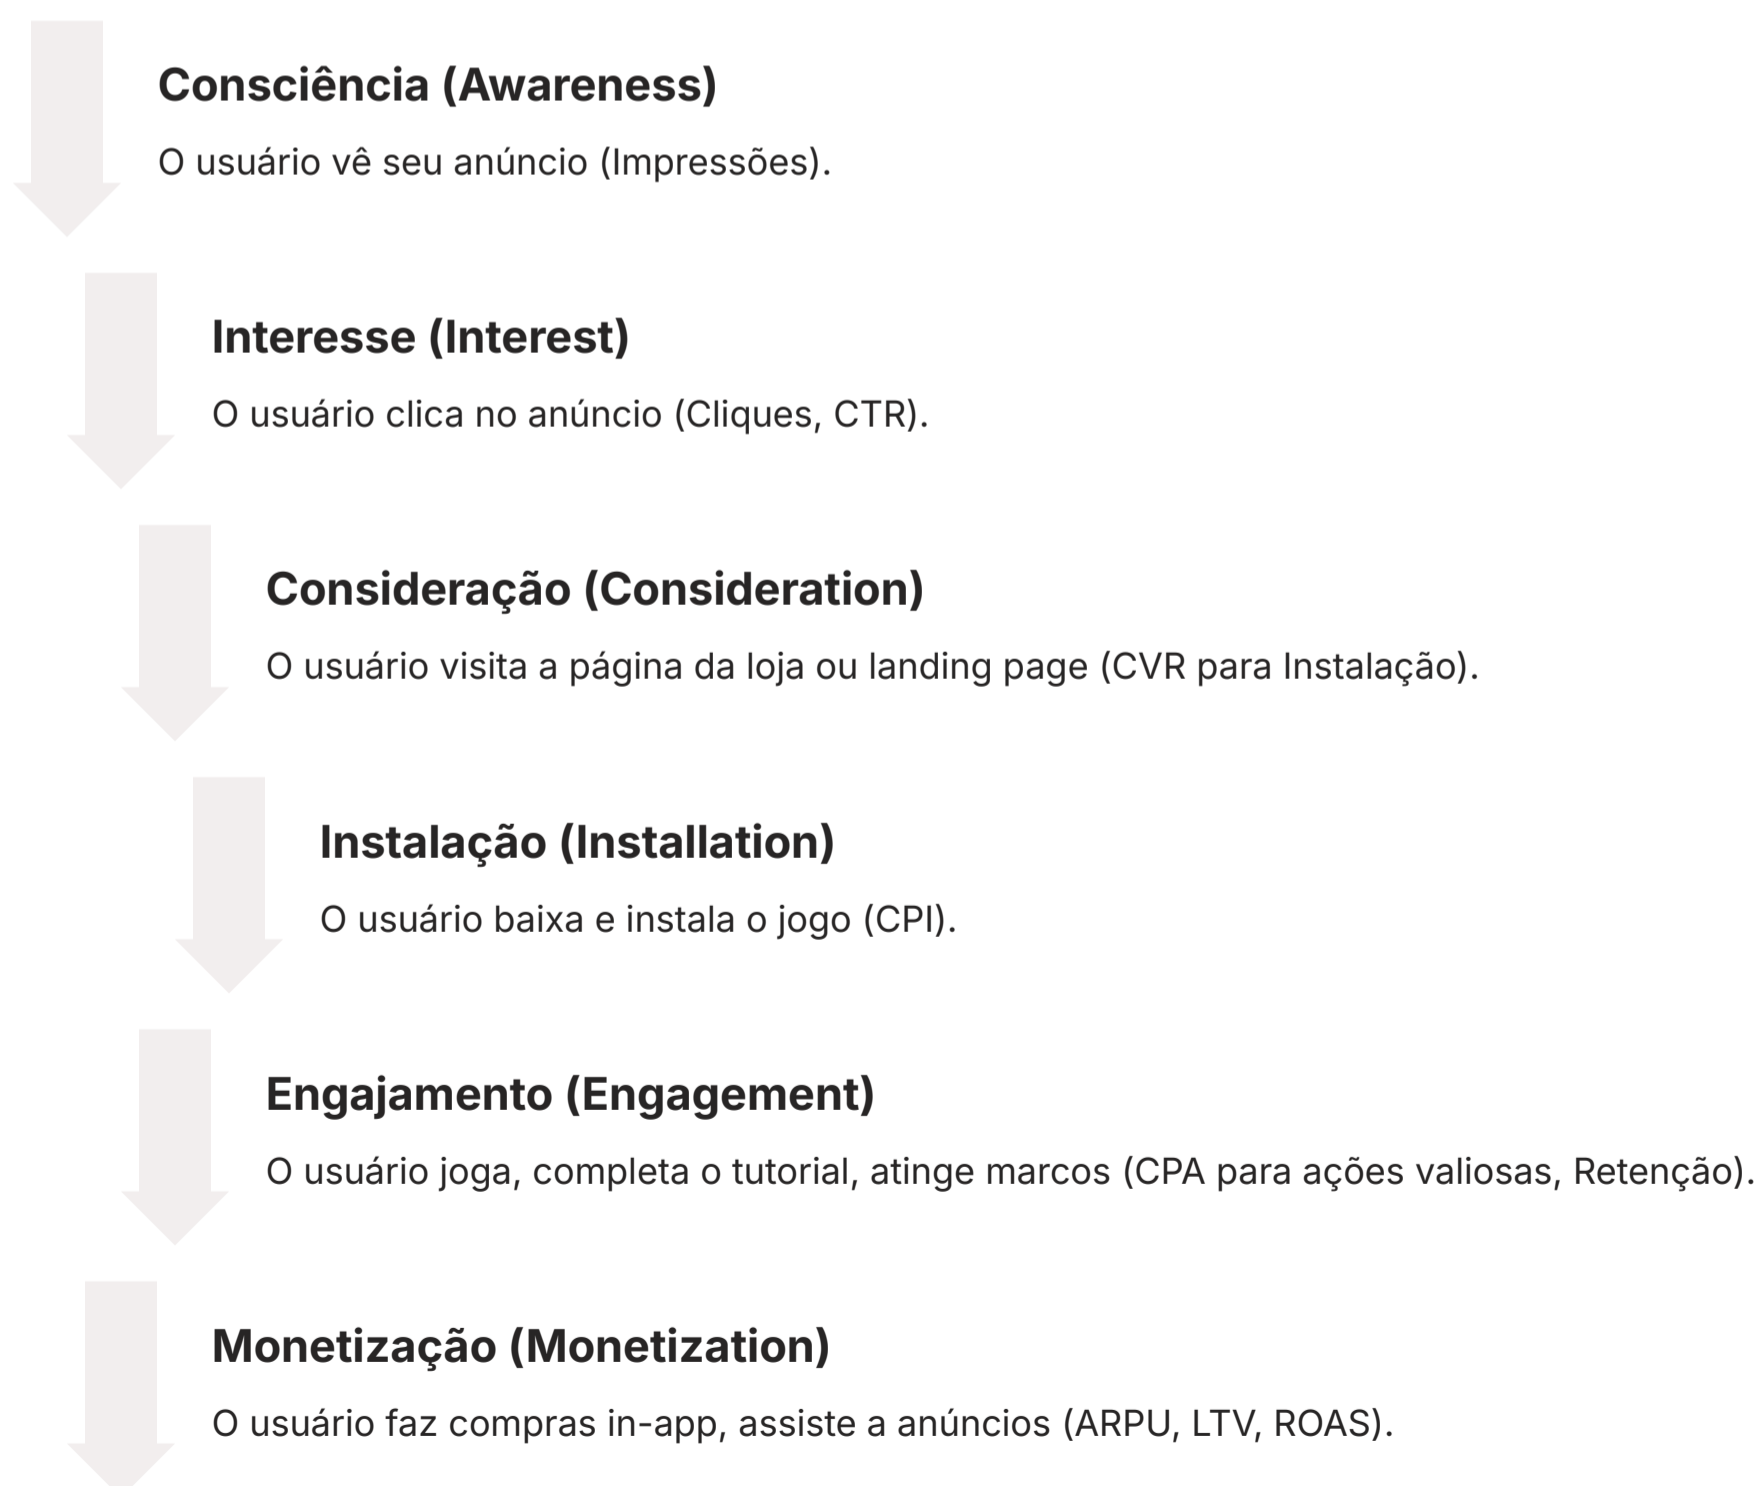 Consciência (Awareness)
O usuário vê seu anúncio (Impressões).
Interesse (Interest)
O usuário clica no anúncio (Cliques, CTR).
Consideração (Consideration)
O usuário visita a página da loja ou landing page (CVR para Instalação).
Instalação (Installation)
O usuário baixa e instala o jogo (CPI).
Engajamento (Engagement)
O usuário joga, completa o tutorial, atinge marcos (CPA para ações valiosas, Retenção).
Monetização (Monetization)
O usuário faz compras in-app, assiste a anúncios (ARPU, LTV, ROAS).